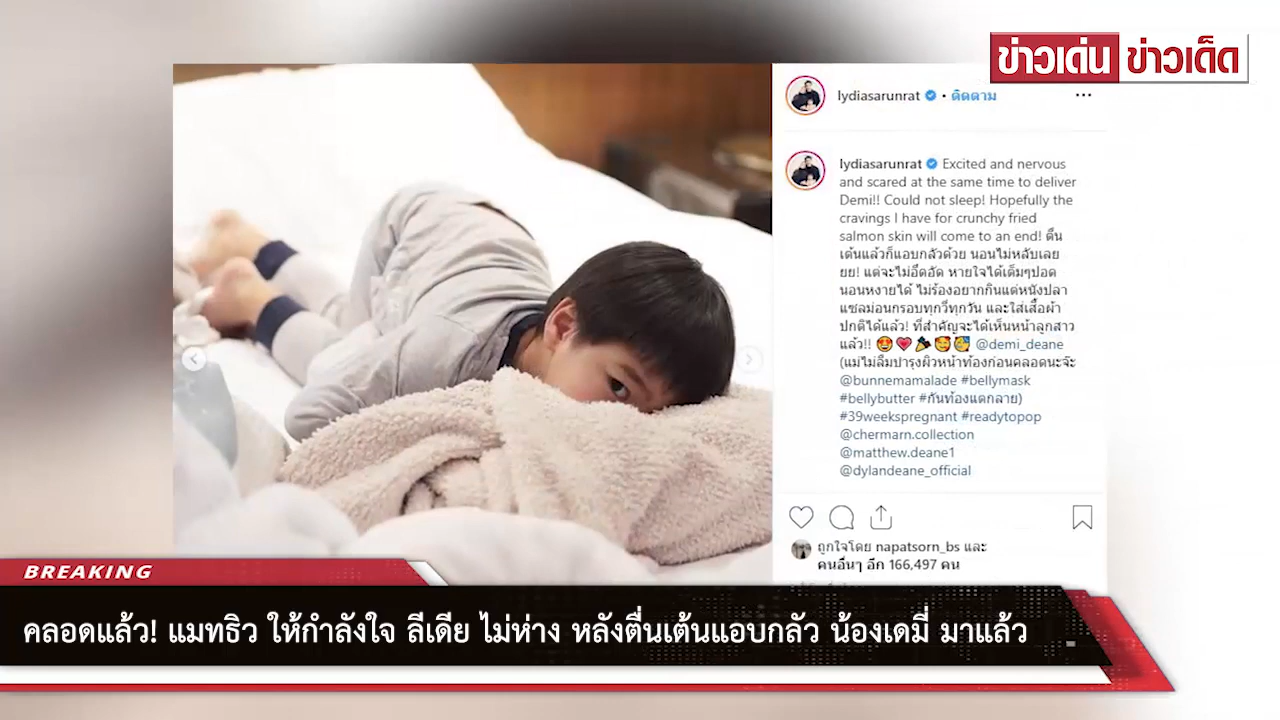 ข่าวเด่น ข่าวเด็ด
lydiasarunrat • ติดตาม
lydiasarunrat Excited and nervous
and scared at the same time to deliver
Demi!! Could not sleep! Hopefully the
cravings I have for crunchy fried
salmon skin will come to an end! ตื่น
เต้นแล้วก็แอบกลัวด้วย นอนไม่หลับเลย
ยย! แต่จะไม่อึดอัด หายใจได้เต็มๆปอด
นอนหงายได้ ไม่ร้องอยากกินแต่หนังปลา
แซลม่อนกรอบทุกวี่ทุกวัน และใส่เสื้อผ้า
ปกติได้แล้ว! ที่สำคัญจะได้เห็นหน้าลูกสาว
แล้ว!! 😍💗🎉🥰🥳 @demi_deane
(แม่ไม่ลืมบำรุงผิวหน้าท้องก่อนคลอดนะจ๊ะ
@bunnemamalade #bellymask
#bellybutter #กันท้องแตกลาย)
#39weekspregnant #readytopop
@chermarn.collection
@matthew.deane1
@dylandeane_official
ถูกใจโดย napatsorn_bs และ
คนอื่นๆ อีก 166,497 คน
BREAKING
คลอดแล้ว! แมทธิว ให้กำลังใจ ลีเดีย ไม่ห่าง หลังตื่นเต้นแอบกลัว น้องเดมี่ มาแล้ว